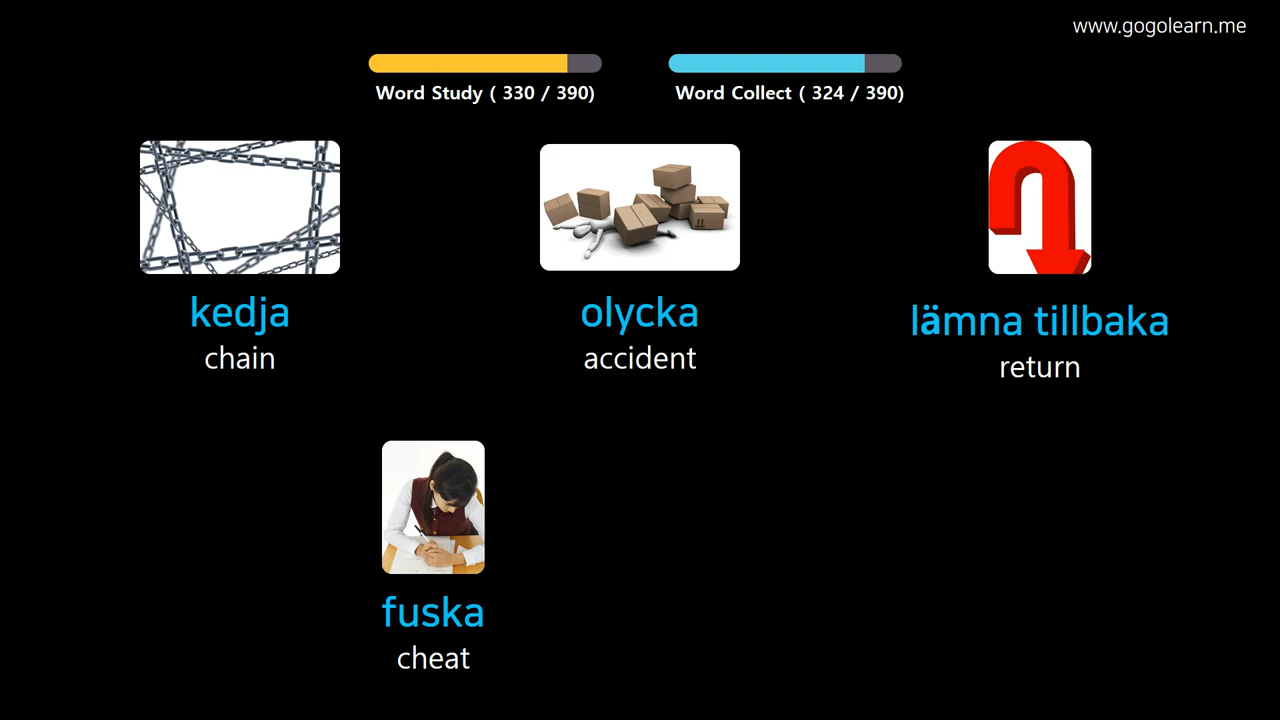 www.gogolearn.me
Word Study ( 330 / 390)
Word Collect ( 324 / 390)
kedja
chain
olycka
accident
lämna tillbaka
return
fuska
cheat